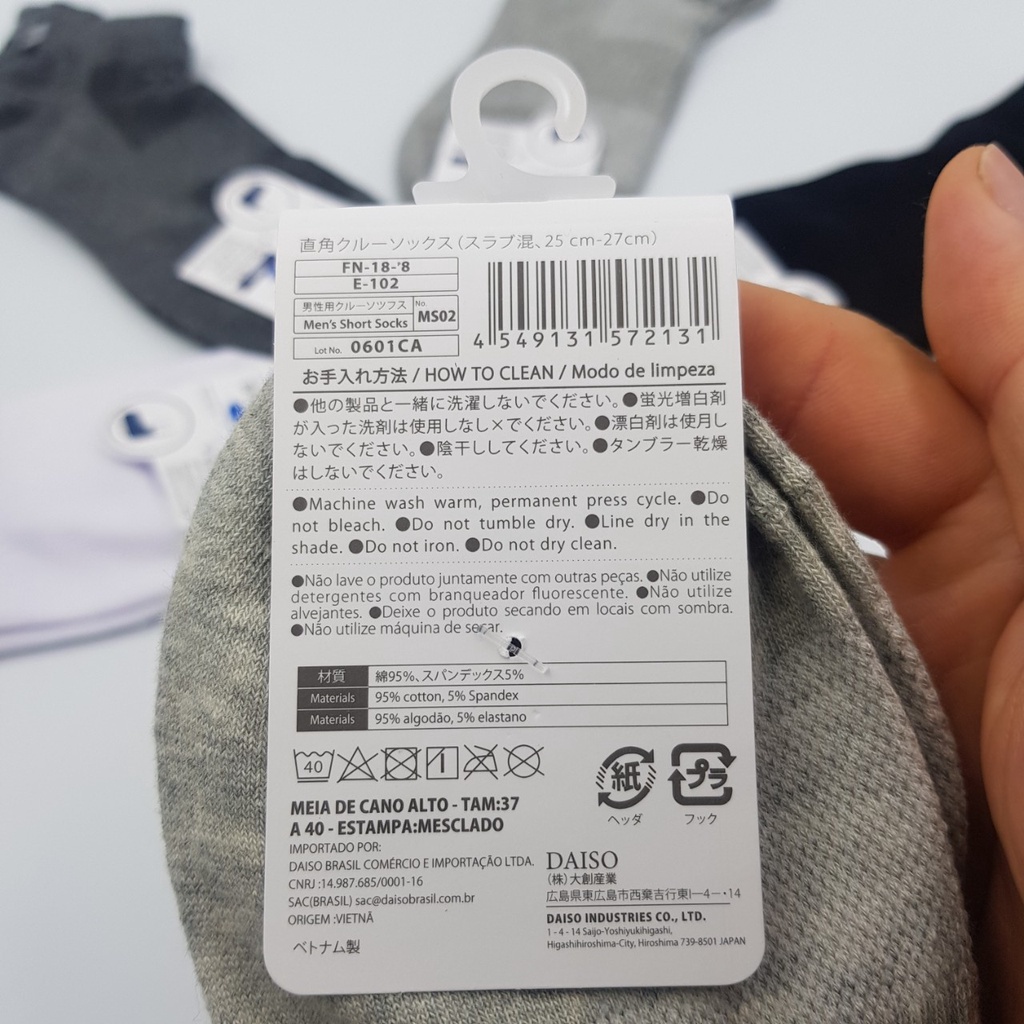 直角クルーソックス(スラブ混、25 cm-27cm)
FN-18-'8
E-102
男性用クルーソツフス
Men's Short Socks
No.
MS02
Lot No. 0601CA
4 549131 572131
お手入れ方法 / HOW TO CLEAN / Modo de limpeza
●他の製品と一緒に洗濯しないでください。●蛍光増白剤
が入った洗剤は使用しなし×でください。●漂白剤は使月し
ないでください。●陰干ししてください。●タンブラー乾燥
はしないでください。
●Machine wash warm, permanent press cycle. ●Do
not bleach. ●Do not tumble dry. ●Line dry in the
shade. ●Do not iron. ●Do not dry clean.
●Não lave o produto juntamente com outras peças. ●Não utilize
detergentes com branqueador fluorescente. ●Não utilize
alvejantes. ●Deixe o produto secando em locais com sombra.
●Não utilize máquina de secar.
材質 綿95%、スパンデックス5%
Materials 95% cotton, 5% Spandex
Materials 95% algodão, 5% elastano
40
紙
ヘッダ
プラ
フック
MEIA DE CANO ALTO - TAM:37
A 40 - ESTAMPA:MESCLADO
IMPORTADO POR:
DAISO BRASIL COMÉRCIO E IMPORTAÇÃO LTDA.
CNRJ :14.987.685/0001-16
SAC(BRASIL) sac@daisobrasil.com.br
ORIGEM :VIETNÃ
ベトナム製
DAISO
(株)大創産業
広島県東広島市西棄吉行東I一4一・14
DAISO INDUSTRIES CO., LTD.
1 - 4 - 14 Saijo-Yoshiyukihigashi,
Higashihiroshima-City, Hiroshima 739-8501 JAPAN